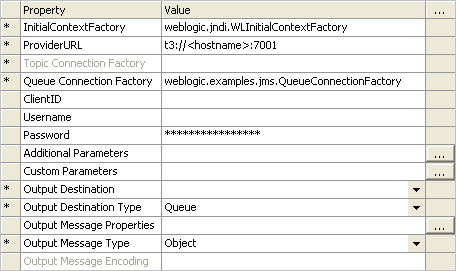 Property Value ...
* InitialContextFactory weblogic.jndi.WLInitialContextFactory
* ProviderURL t3://<hostname>:7001
* Topic Connection Factory
* Queue Connection Factory weblogic.examples.jms.QueueConnectionFactory
ClientID
Username
Password ****************
Additional Parameters ...
Custom Parameters ...
* Output Destination
* Output Destination Type Queue
Output Message Properties ...
* Output Message Type Object
Output Message Encoding